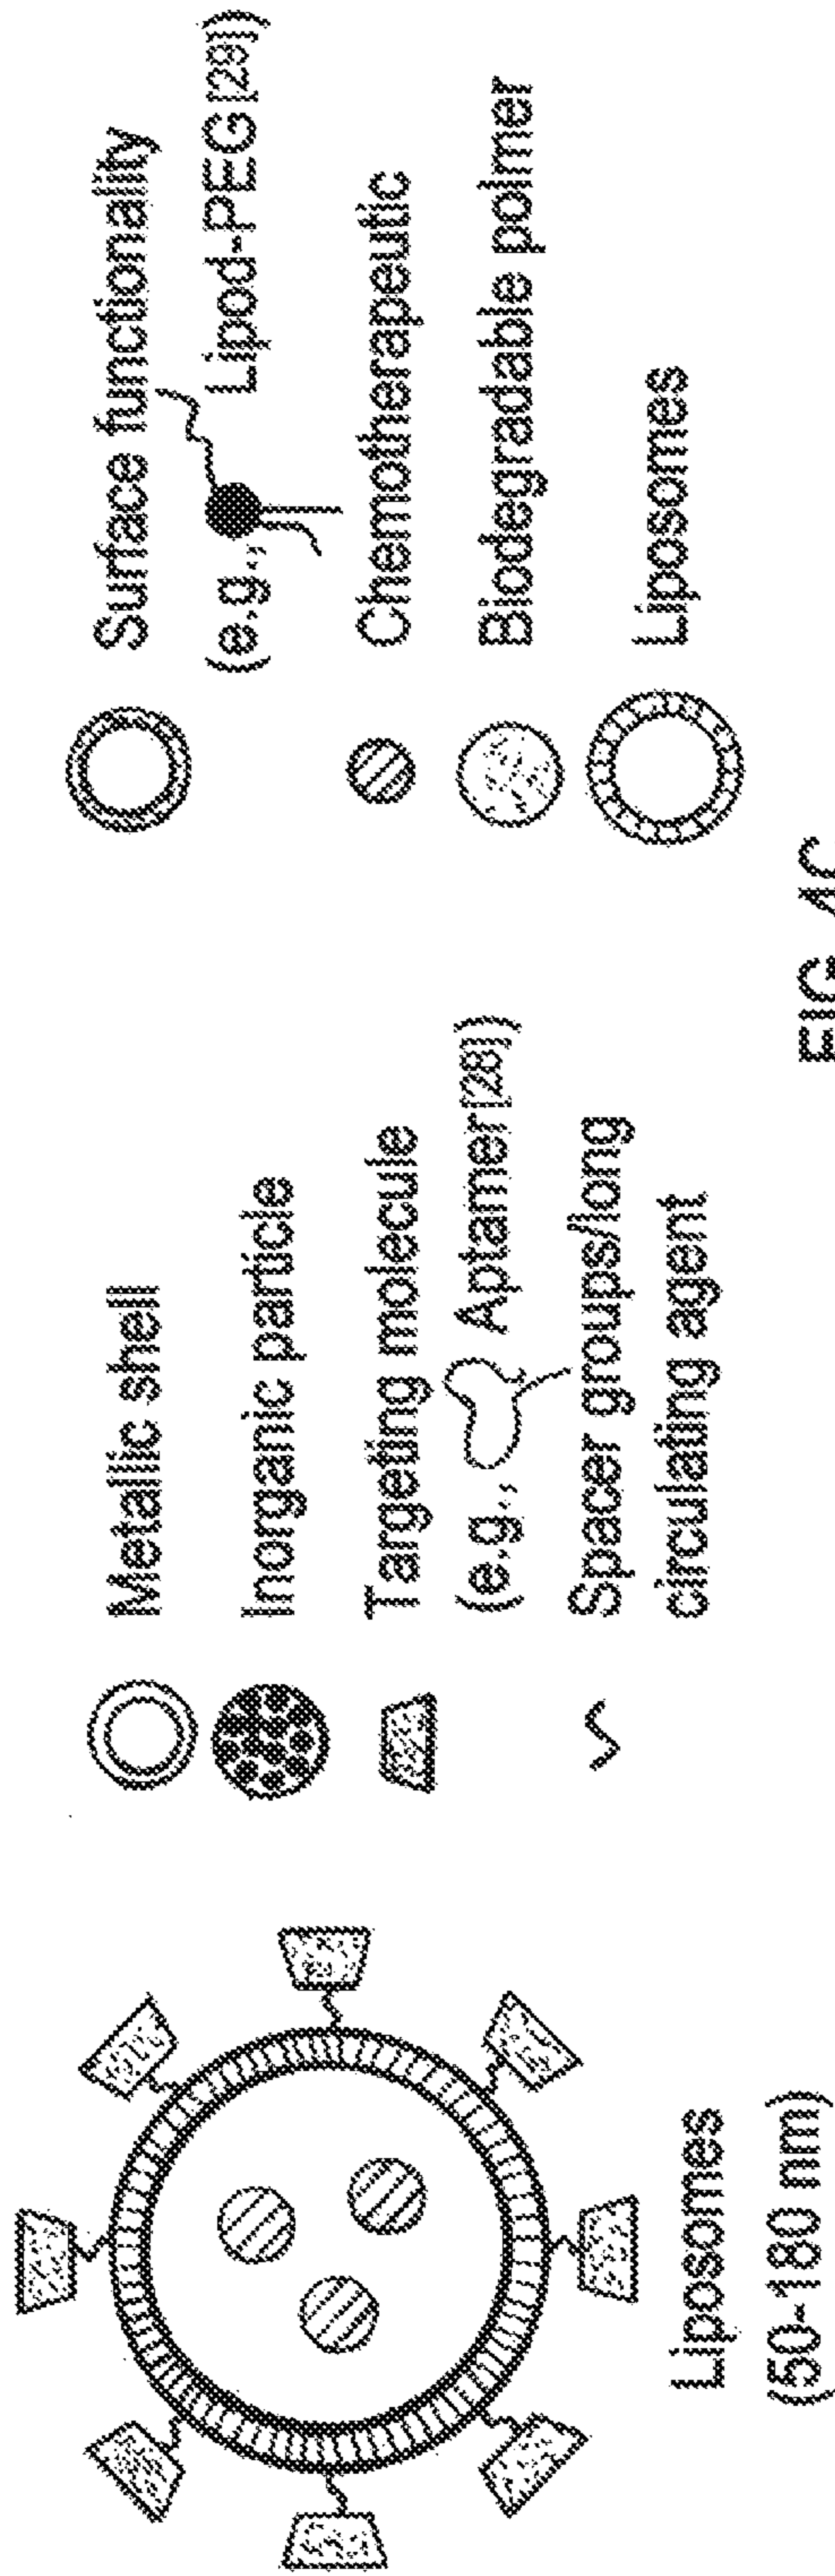 Liposomes
(50-180 nm)
Metallic shell
Inorganic particle
Targeting molecule
(e.g., Aptamer[28])
Spacer groups/long
circulating agent
Surface functionality
(e.g., Lipod-PEG[29])
Chemotherapeutic
Biodegradable polmer
Liposomes
FIG. 4C